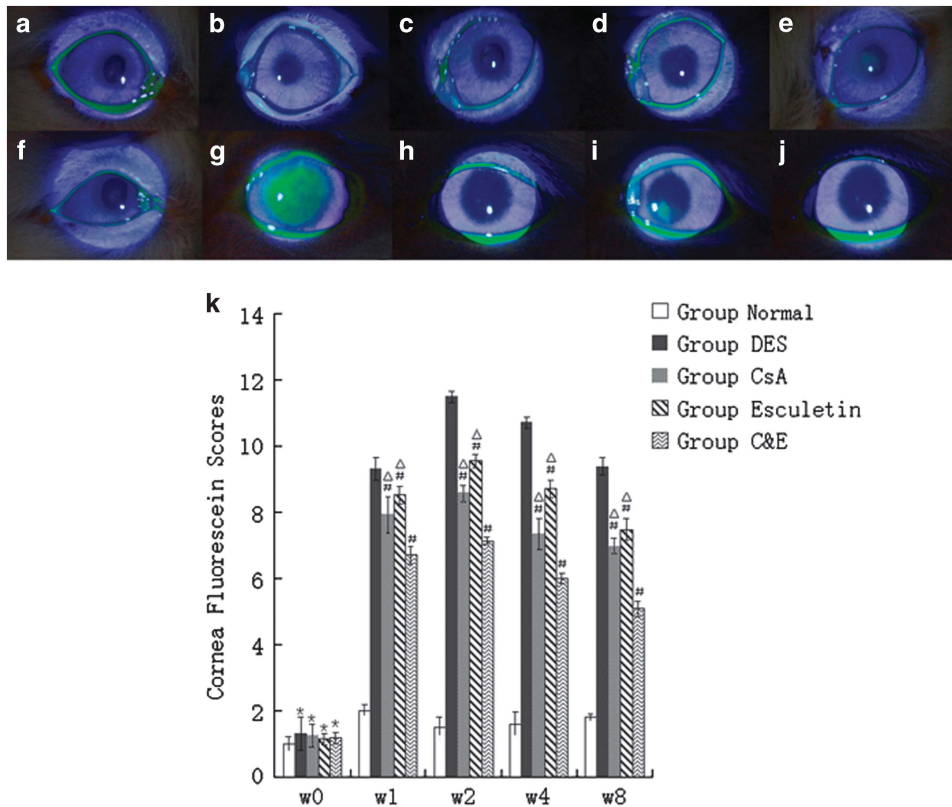 a b c d e
f g h i j
k
Group Normal
Group DES
Group CsA
Group Esculetin
Group C&E
Cornea Fluorescein Scores
14
12
10
8
6
4
2
0
* * * *
Δ Δ
# # #
Δ Δ
# # #
Δ Δ
# # #
Δ Δ
# # #
w0 w1 w2 w4 w8